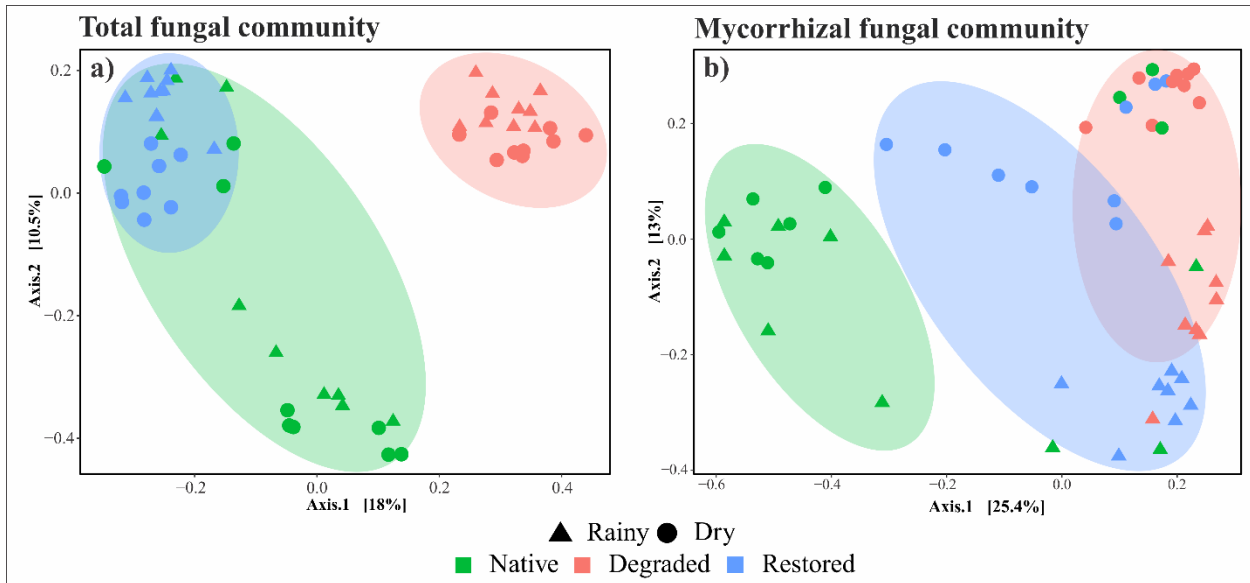 Total fungal community
Mycorrhizal fungal community
a)
b)
0.2
0.0
−0.2
−0.4
Axis.2 [10.5%]
−0.2
0.0
0.2
0.4
Axis.1 [18%]
0.2
0.0
−0.2
−0.4
Axis.2 [13%]
−0.6
−0.4
−0.2
0.0
0.2
Axis.1 [25.4%]
Rainy Dry
Native Degraded Restored